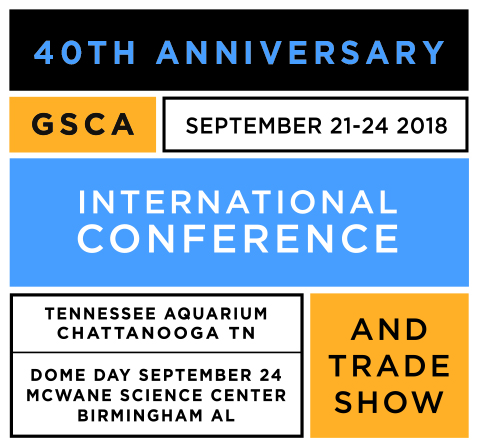 40TH ANNIVERSARY
GSCA
SEPTEMBER 21-24 2018
INTERNATIONAL
CONFERENCE
TENNESSEE AQUARIUM
CHATTANOOGA TN
DOME DAY SEPTEMBER 24
MCWANE SCIENCE CENTER
BIRMINGHAM AL
AND
TRADE
SHOW